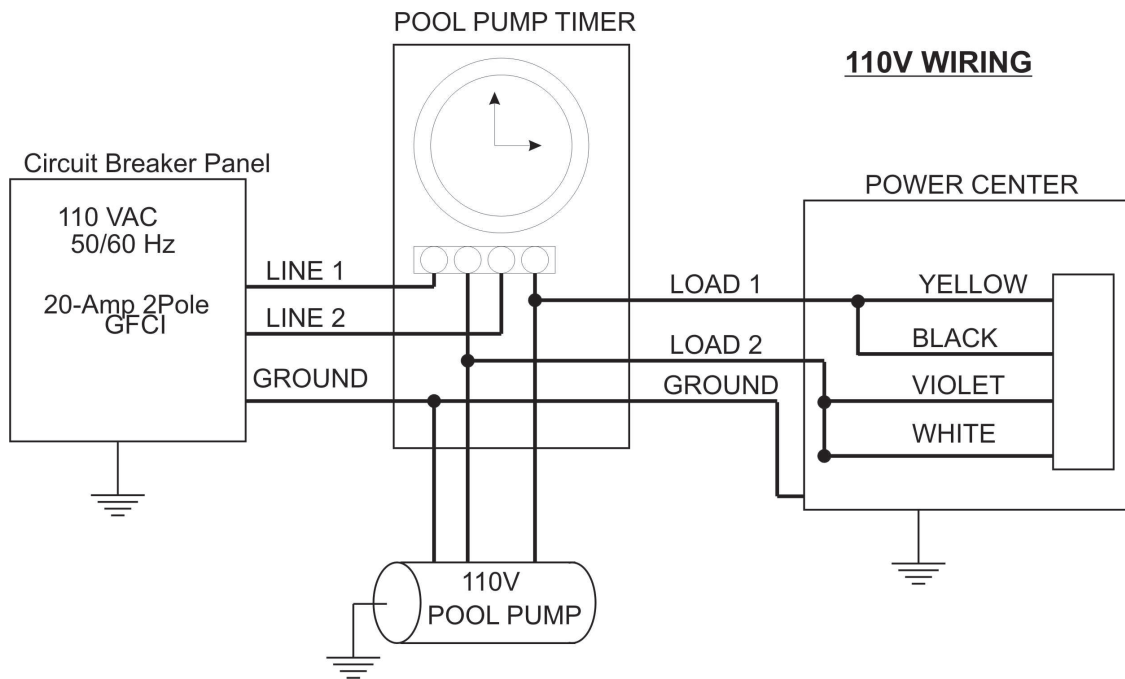 POOL PUMP TIMER
110V WIRING
Circuit Breaker Panel
110 VAC
50/60 Hz
20-Amp 2Pole
GFCI
LINE 1
LINE 2
GROUND
POWER CENTER
LOAD 1
YELLOW
BLACK
LOAD 2
GROUND
VIOLET
WHITE
110V
POOL PUMP